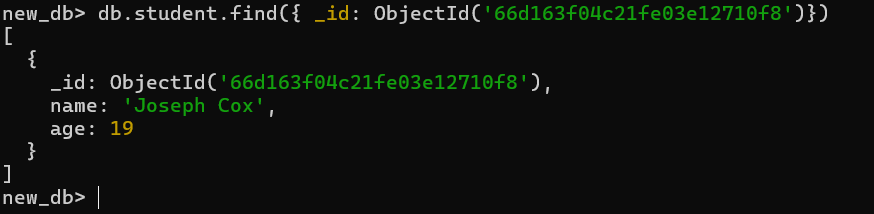 new_db> db.student.find({ _id: ObjectId('66d163f04c21fe03e12710f8')})
[
  {
    _id: ObjectId('66d163f04c21fe03e12710f8'),
    name: 'Joseph Cox',
    age: 19
  }
]
new_db>